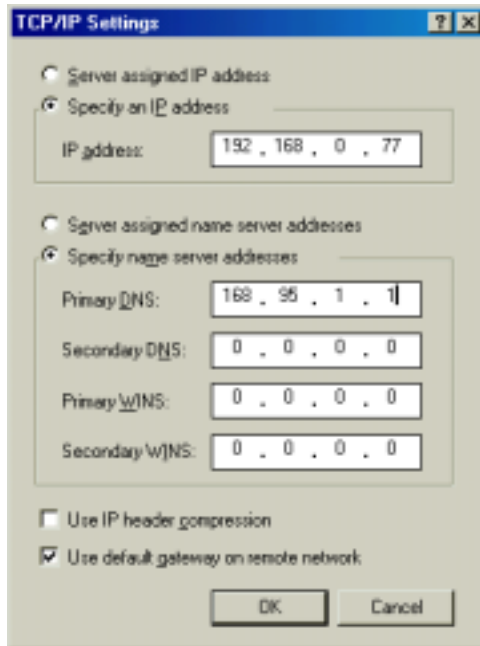 TCP/IP Settings
Server assigned IP address
Specify an IP address
IP address: 192 . 168 . 0 . 77
Server assigned name server addresses
Specify name server addresses
Primary DNS: 168 . 95 . 1 . 1
Secondary DNS: 0 . 0 . 0 . 0
Primary WINS: 0 . 0 . 0 . 0
Secondary WINS: 0 . 0 . 0 . 0
Use IP header compression
Use default gateway on remote network
OK Cancel